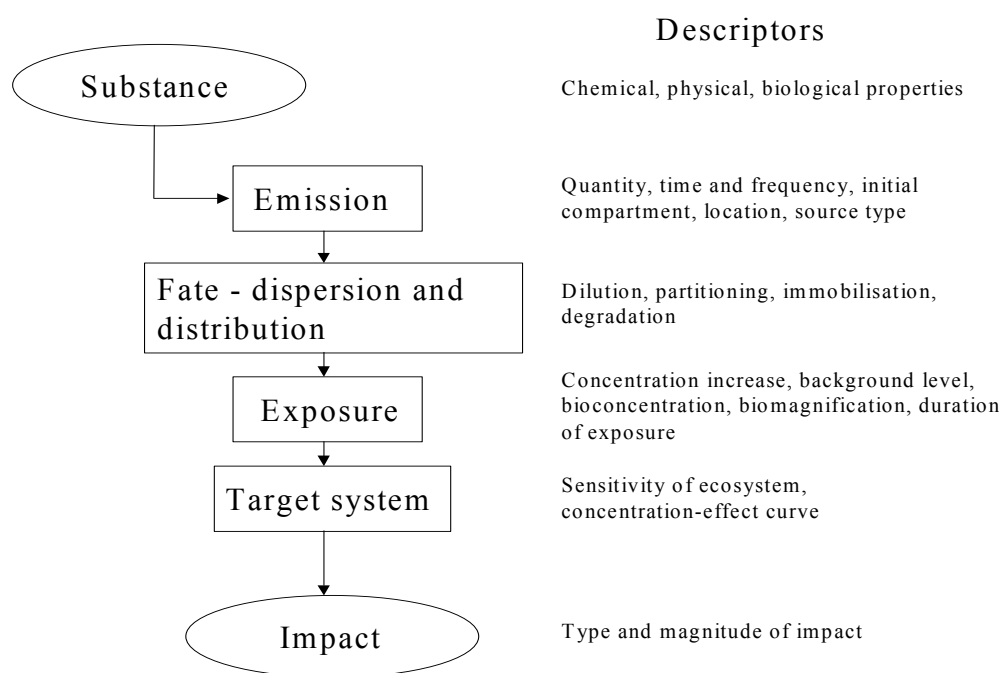 Descriptors
Substance
Chemical, physical, biological properties
Emission
Quantity, time and frequency, initial
compartment, location, source type
Fate - dispersion and
distribution
Dilution, partitioning, immobilisation,
degradation
Exposure
Concentration increase, background level,
bioconcentration, biomagnification, duration
of exposure
Target system
Sensitivity of ecosystem,
concentration-effect curve
Impact
Type and magnitude of impact